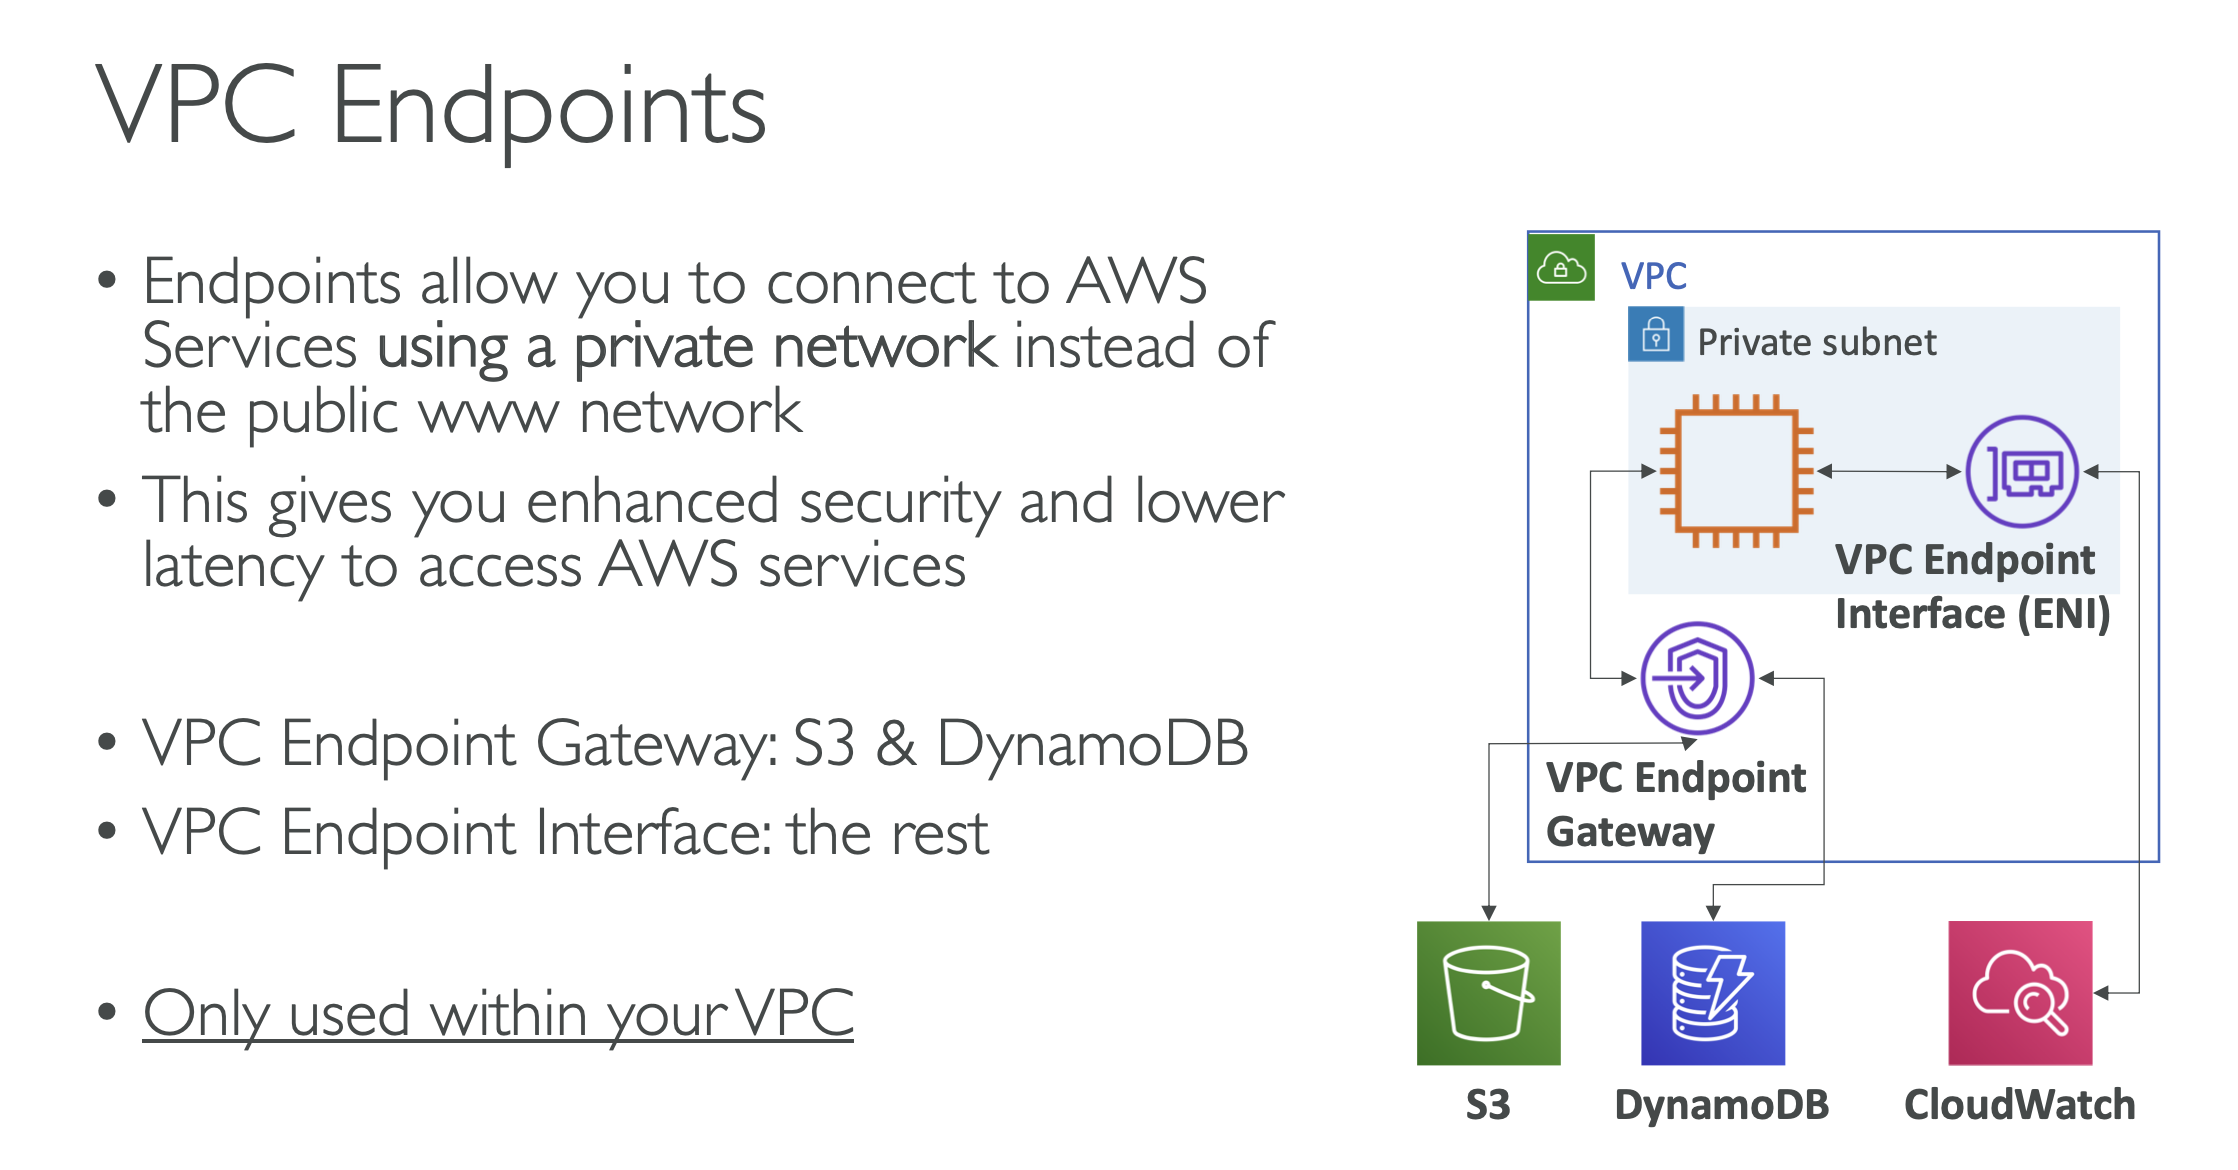 VPC Endpoints
• Endpoints allow you to connect to AWS
Services using a private network instead of
the public www network
• This gives you enhanced security and lower
latency to access AWS services
• VPC Endpoint Gateway: S3 & DynamoDB
• VPC Endpoint Interface: the rest
• Only used within your VPC
VPC
Private subnet
VPC Endpoint
Interface (ENI)
VPC Endpoint
Gateway
S3
DynamoDB
CloudWatch